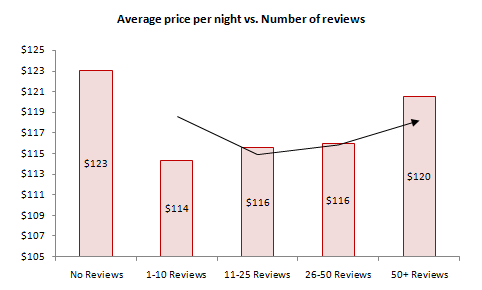 Average price per night vs. Number of reviews
$125
$123
$121
$119
$117
$115
$113
$111
$109
$107
$105
$123
$114
$116
$116
$120
No Reviews
1-10 Reviews
11-25 Reviews
26-50 Reviews
50+ Reviews